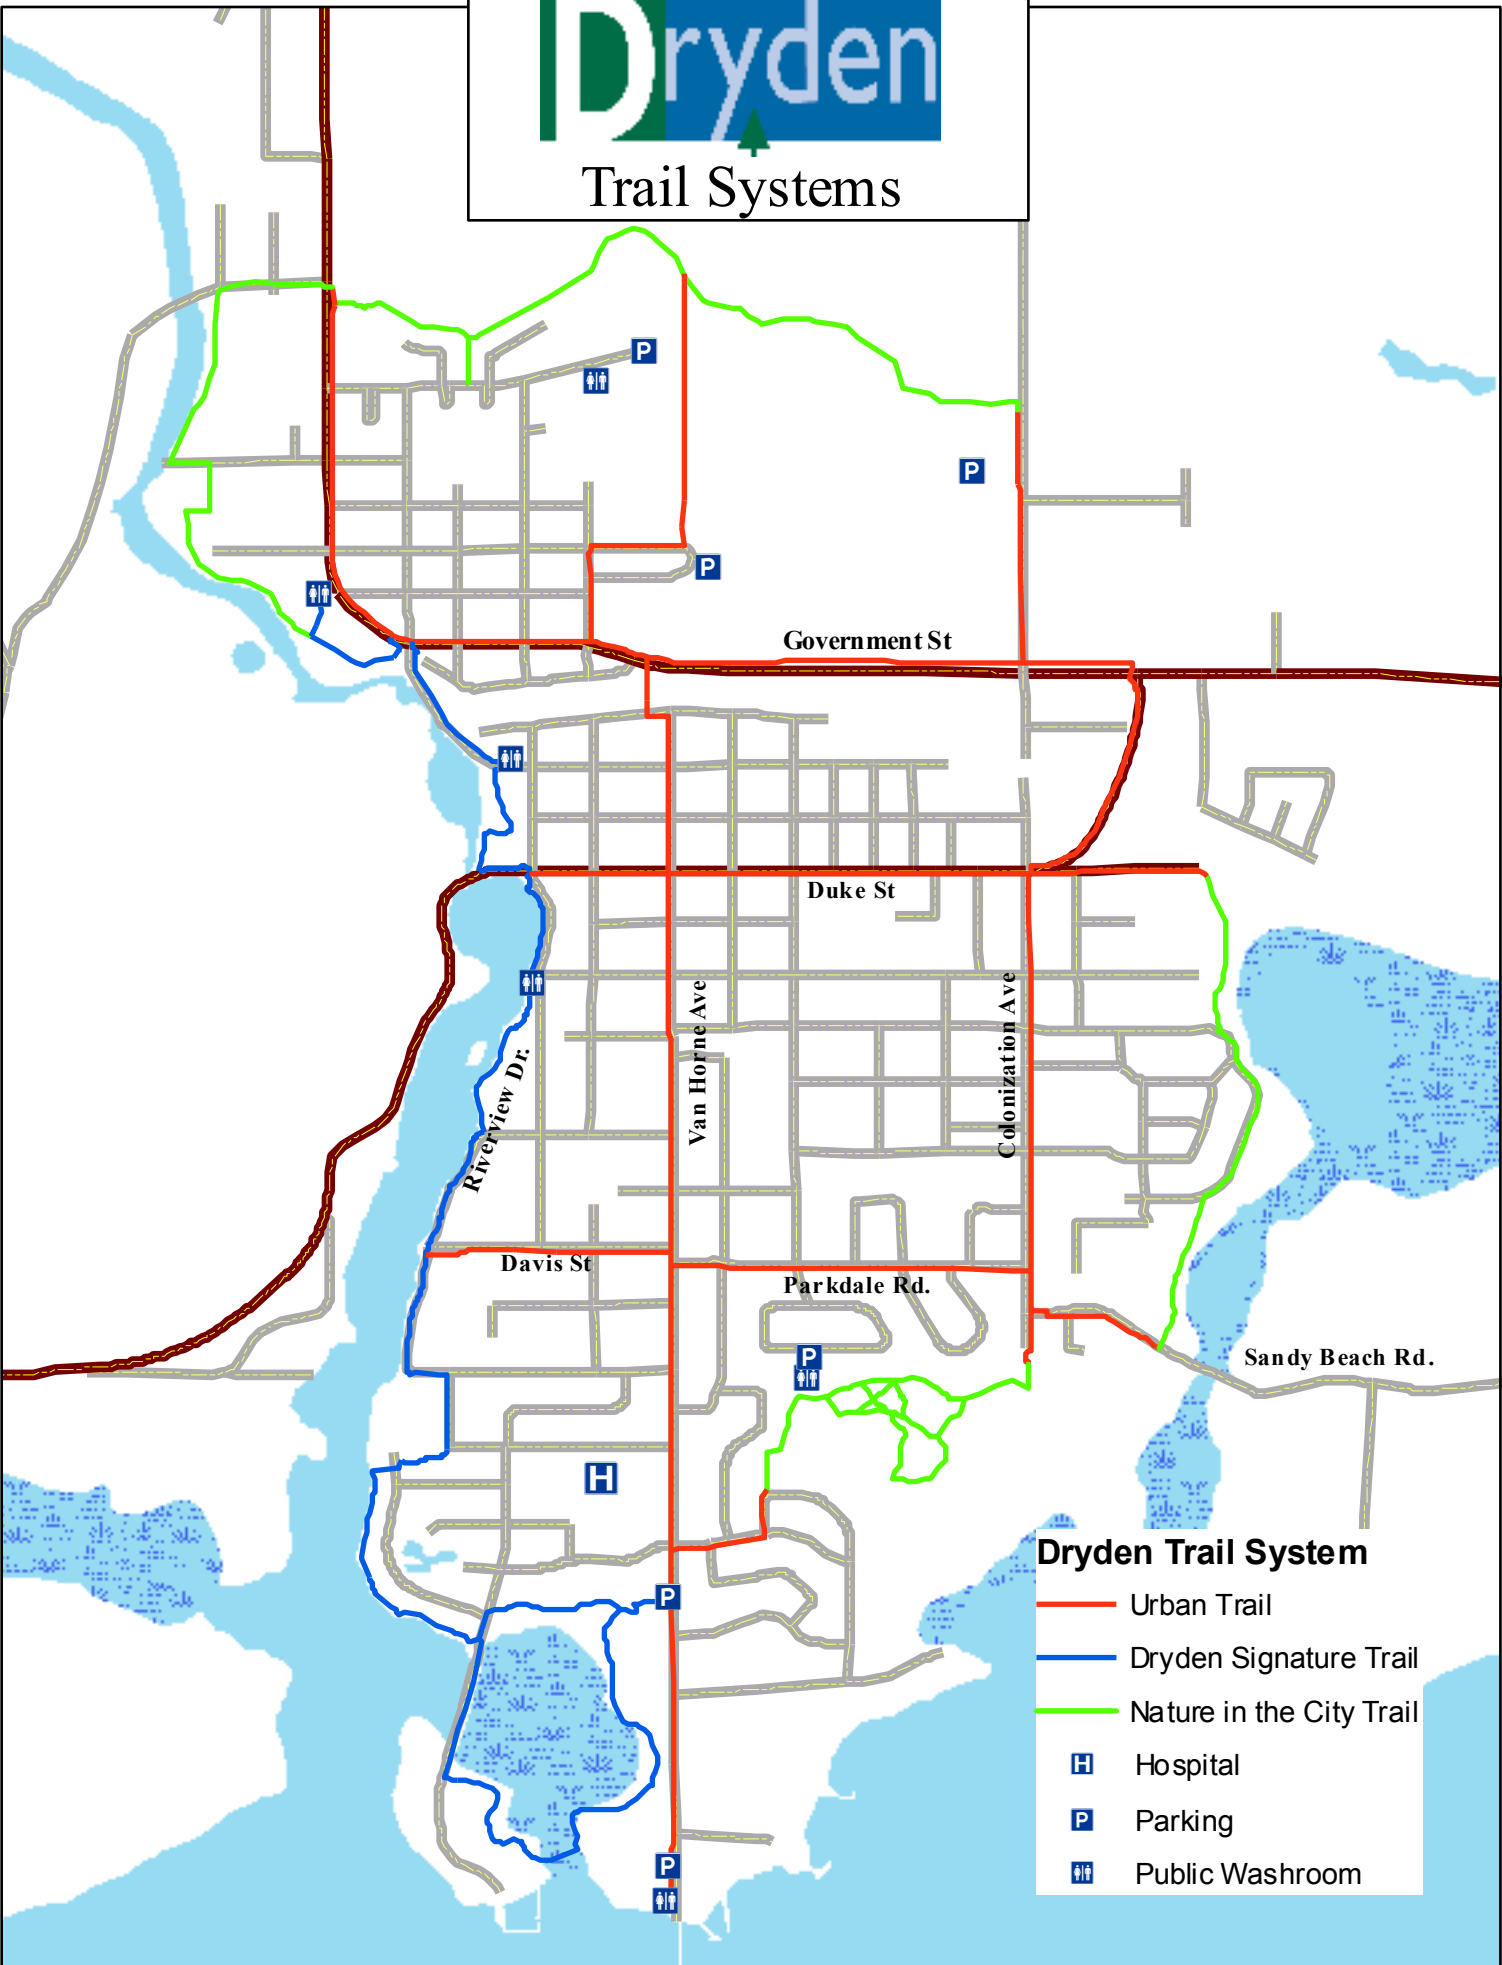 Dryden
Trail Systems
P
P
P
Government St
Duke St
Van Horne Ave
Colonization Ave
Riverview Dr.
Davis St
Parkdale Rd.
P
Sandy Beach Rd.
H
P
Dryden Trail System
Urban Trail
Dryden Signature Trail
Nature in the City Trail
H Hospital
P Parking
Public Washroom
P